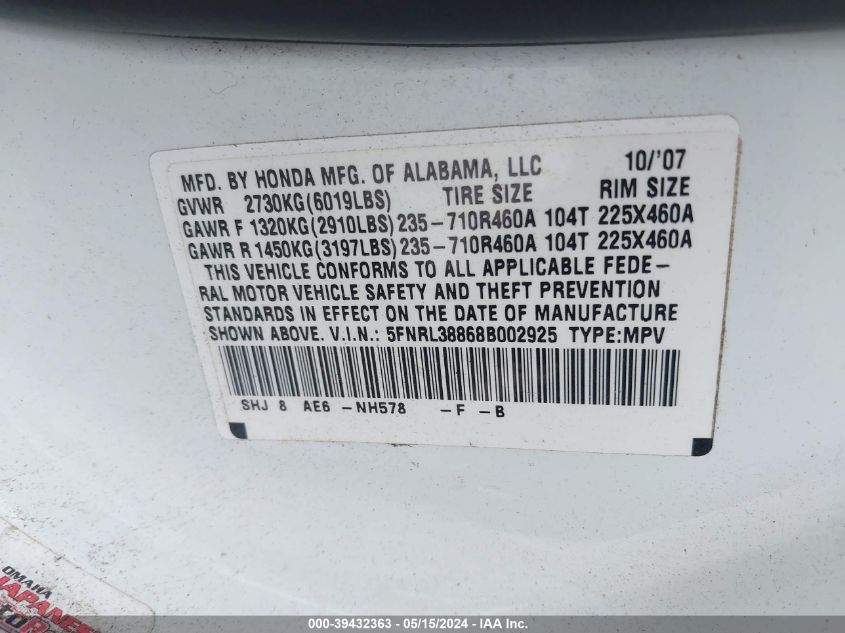 MFD. BY HONDA MFG. OF ALABAMA, LLC 10/'07
GVWR 2730KG(6019LBS) TIRE SIZE RIM SIZE
GAWR F 1320KG(2910LBS) 235-710R460A 104T 225X460A
GAWR R 1450KG(3197LBS) 235-710R460A 104T 225X460A
THIS VEHICLE CONFORMS TO ALL APPLICABLE FEDE-
RAL MOTOR VEHICLE SAFETY AND THEFT PREVENTION
STANDARDS IN EFFECT ON THE DATE OF MANUFACTURE
SHOWN ABOVE. V.I.N.: 5FNRL38868B002925 TYPE:MPV
SHJ 8 AE6 -NH578 -F -B
OMAHA
JAPANESE
000-39432363 - 05/15/2024 - IAA Inc.